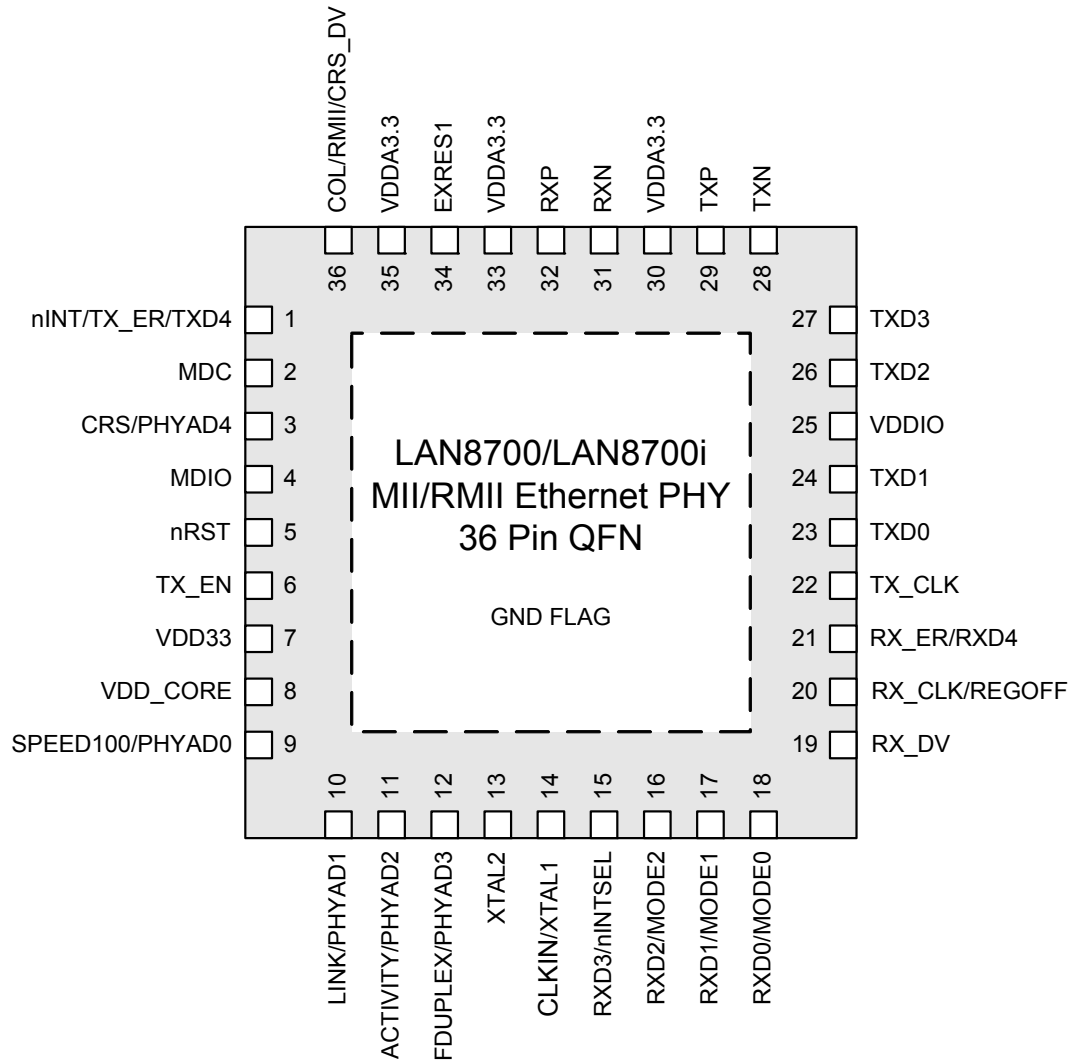 COL/RMII/CRS_DV
VDDA3.3
EXRES1
VDDA3.3
RXP
RXN
VDDA3.3
TXP
TXN
36
35
34
33
32
31
30
29
28
nINT/TX_ER/TXD4 1
MDC 2
CRS/PHYAD4 3
MDIO 4
nRST 5
TX_EN 6
VDD33 7
VDD_CORE 8
SPEED100/PHYAD0 9
LAN8700/LAN8700i
MII/RMII Ethernet PHY
36 Pin QFN
GND FLAG
27 TXD3
26 TXD2
25 VDDIO
24 TXD1
23 TXD0
22 TX_CLK
21 RX_ER/RXD4
20 RX_CLK/REGOFF
19 RX_DV
10
11
12
13
14
15
16
17
18
LINK/PHYAD1
ACTIVITY/PHYAD2
FDUPLEX/PHYAD3
XTAL2
CLKIN/XTAL1
RXD3/nINTSEL
RXD2/MODE2
RXD1/MODE1
RXD0/MODE0